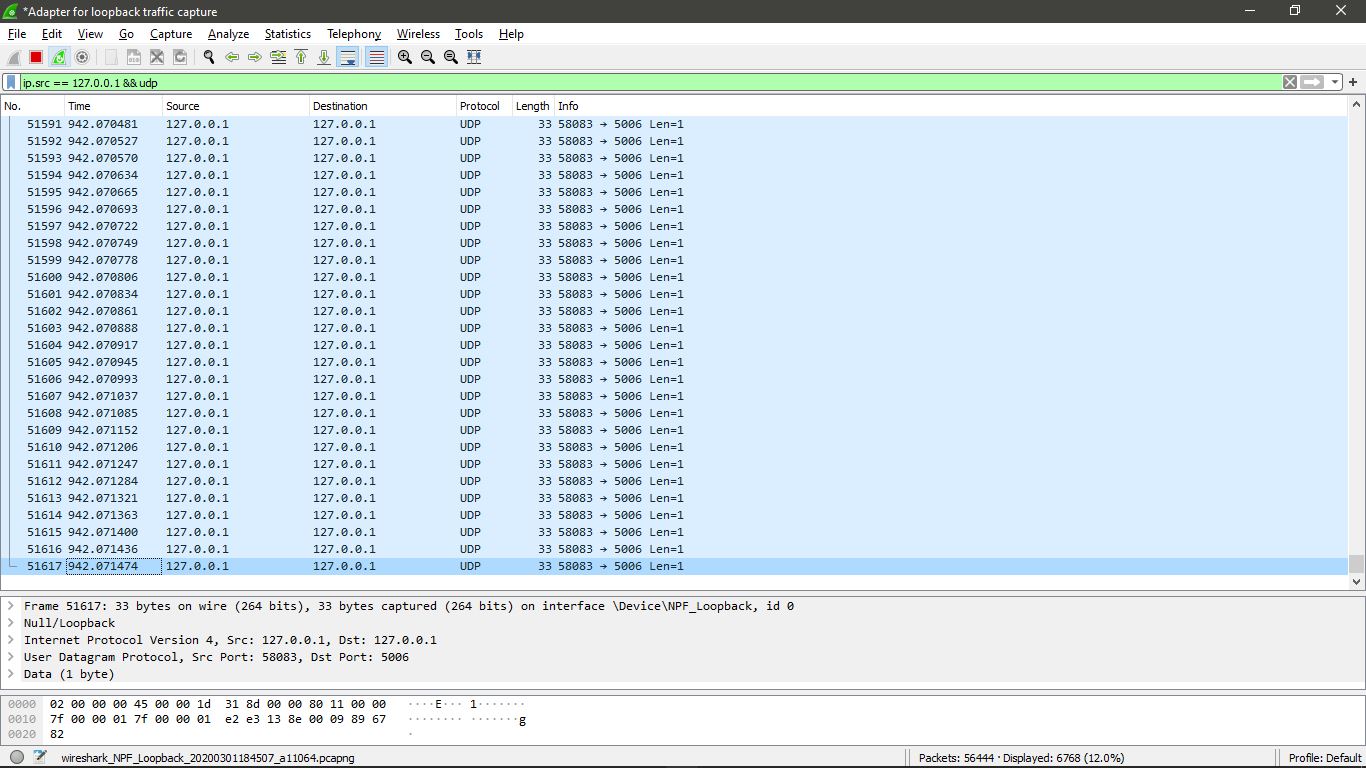 *Adapter for loopback traffic capture
File Edit View Go Capture Analyze Statistics Telephony Wireless Tools Help
ip.src == 127.0.0.1 && udp
No. Time Source Destination Protocol Length Info
51591 942.070481 127.0.0.1 127.0.0.1 UDP 33 58083 → 5006 Len=1
51592 942.070527 127.0.0.1 127.0.0.1 UDP 33 58083 → 5006 Len=1
51593 942.070570 127.0.0.1 127.0.0.1 UDP 33 58083 → 5006 Len=1
51594 942.070634 127.0.0.1 127.0.0.1 UDP 33 58083 → 5006 Len=1
51595 942.070665 127.0.0.1 127.0.0.1 UDP 33 58083 → 5006 Len=1
51596 942.070693 127.0.0.1 127.0.0.1 UDP 33 58083 → 5006 Len=1
51597 942.070722 127.0.0.1 127.0.0.1 UDP 33 58083 → 5006 Len=1
51598 942.070749 127.0.0.1 127.0.0.1 UDP 33 58083 → 5006 Len=1
51599 942.070778 127.0.0.1 127.0.0.1 UDP 33 58083 → 5006 Len=1
51600 942.070806 127.0.0.1 127.0.0.1 UDP 33 58083 → 5006 Len=1
51601 942.070834 127.0.0.1 127.0.0.1 UDP 33 58083 → 5006 Len=1
51602 942.070861 127.0.0.1 127.0.0.1 UDP 33 58083 → 5006 Len=1
51603 942.070888 127.0.0.1 127.0.0.1 UDP 33 58083 → 5006 Len=1
51604 942.070917 127.0.0.1 127.0.0.1 UDP 33 58083 → 5006 Len=1
51605 942.070945 127.0.0.1 127.0.0.1 UDP 33 58083 → 5006 Len=1
51606 942.070993 127.0.0.1 127.0.0.1 UDP 33 58083 → 5006 Len=1
51607 942.071037 127.0.0.1 127.0.0.1 UDP 33 58083 → 5006 Len=1
51608 942.071085 127.0.0.1 127.0.0.1 UDP 33 58083 → 5006 Len=1
51609 942.071152 127.0.0.1 127.0.0.1 UDP 33 58083 → 5006 Len=1
51610 942.071206 127.0.0.1 127.0.0.1 UDP 33 58083 → 5006 Len=1
51611 942.071247 127.0.0.1 127.0.0.1 UDP 33 58083 → 5006 Len=1
51612 942.071284 127.0.0.1 127.0.0.1 UDP 33 58083 → 5006 Len=1
51613 942.071321 127.0.0.1 127.0.0.1 UDP 33 58083 → 5006 Len=1
51614 942.071363 127.0.0.1 127.0.0.1 UDP 33 58083 → 5006 Len=1
51615 942.071400 127.0.0.1 127.0.0.1 UDP 33 58083 → 5006 Len=1
51616 942.071436 127.0.0.1 127.0.0.1 UDP 33 58083 → 5006 Len=1
51617 942.071474 127.0.0.1 127.0.0.1 UDP 33 58083 → 5006 Len=1
Frame 51617: 33 bytes on wire (264 bits), 33 bytes captured (264 bits) on interface \Device\NPF_Loopback, id 0
Null/Loopback
Internet Protocol Version 4, Src: 127.0.0.1, Dst: 127.0.0.1
User Datagram Protocol, Src Port: 58083, Dst Port: 5006
Data (1 byte)
0000 02 00 00 00 45 00 00 1d 31 8d 00 00 80 11 00 00 ····E··· 1·······
0010 7f 00 00 01 7f 00 00 01 e2 e3 13 8e 00 09 89 67 ········ ·······g
0020 82 ·
wireshark_NPF_Loopback_20200301184507_a11064.pcapng Packets: 56444 · Displayed: 6768 (12.0%) Profile: Default